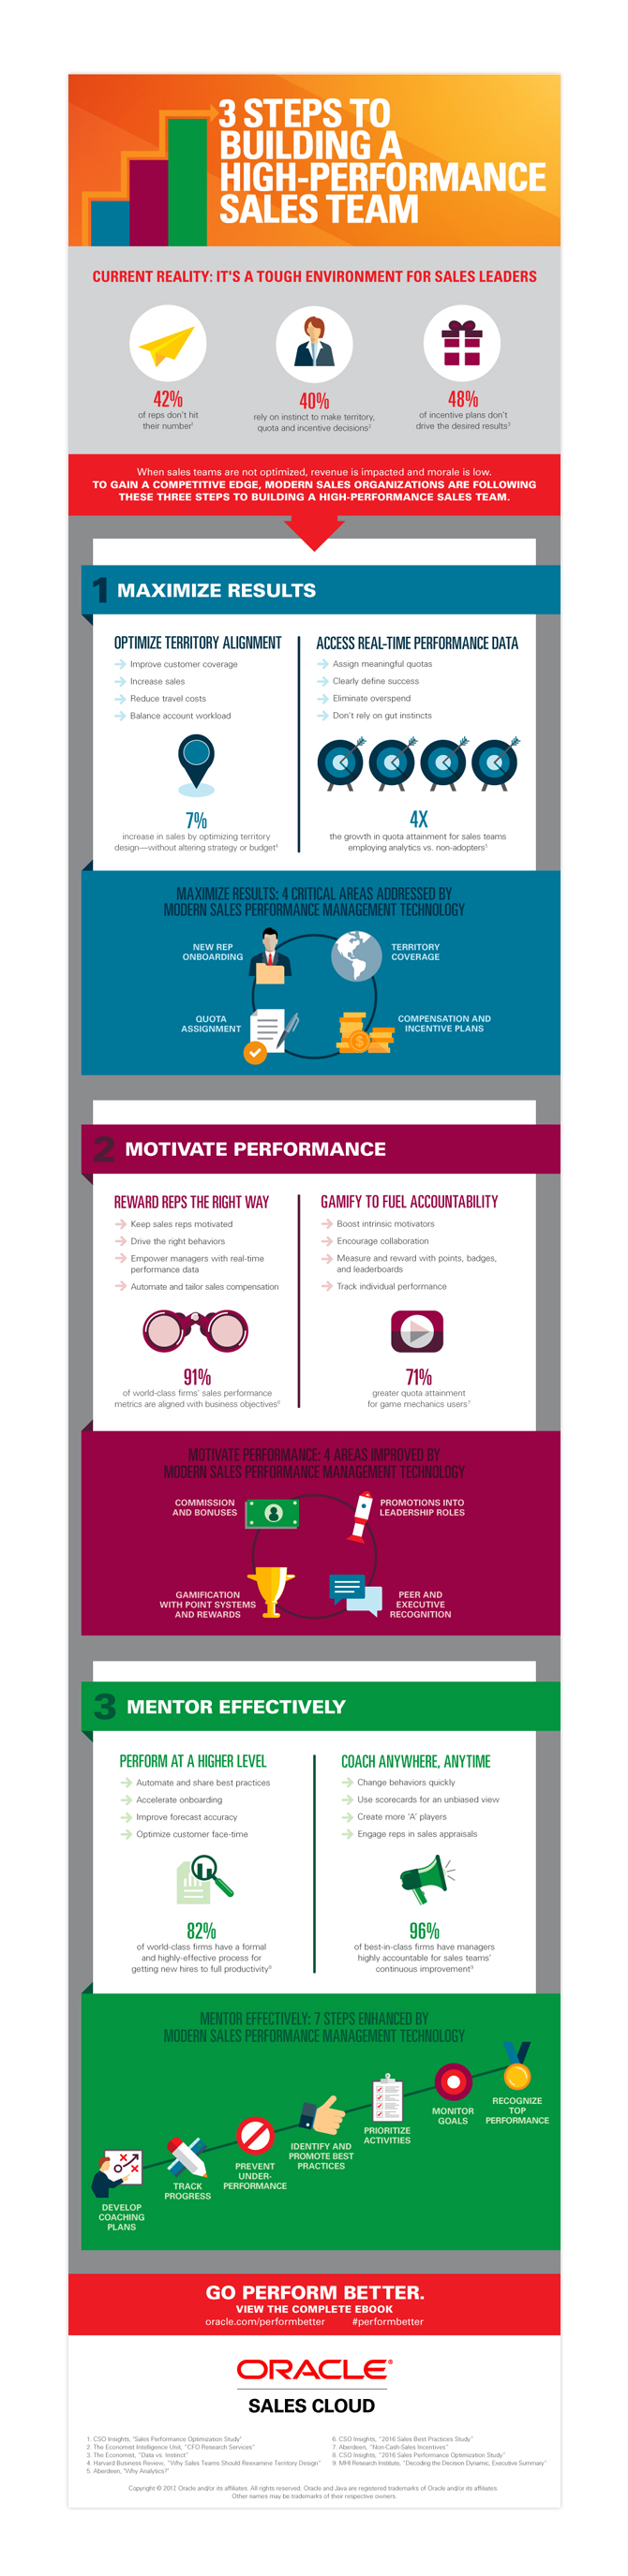 3 STEPS TO
BUILDING A
HIGH-PERFORMANCE
SALES TEAM
CURRENT REALITY: IT'S A TOUGH ENVIRONMENT FOR SALES LEADERS
42%
of reps don't hit
their number¹
40%
rely on instinct to make territory,
quota and incentive decisions²
48%
of incentive plans don't
drive the desired results³
When sales teams are not optimized, revenue is impacted and morale is low.
TO GAIN A COMPETITIVE EDGE, MODERN SALES ORGANIZATIONS ARE FOLLOWING
THESE THREE STEPS TO BUILDING A HIGH-PERFORMANCE SALES TEAM.
1 MAXIMIZE RESULTS
OPTIMIZE TERRITORY ALIGNMENT
Improve customer coverage
Increase sales
Reduce travel costs
Balance account workload
7%
increase in sales by optimizing territory
design—without altering strategy or budget⁴
ACCESS REAL-TIME PERFORMANCE DATA
Assign meaningful quotas
Clearly define success
Eliminate overspend
Don't rely on gut instincts
4X
the growth in quota attainment for sales teams
employing analytics vs. non-adopters⁵
MAXIMIZE RESULTS: 4 CRITICAL AREAS ADDRESSED BY
MODERN SALES PERFORMANCE MANAGEMENT TECHNOLOGY
NEW REP
ONBOARDING
TERRITORY
COVERAGE
QUOTA
ASSIGNMENT
COMPENSATION AND
INCENTIVE PLANS
2 MOTIVATE PERFORMANCE
REWARD REPS THE RIGHT WAY
Keep sales reps motivated
Drive the right behaviors
Empower managers with real-time
performance data
Automate and tailor sales compensation
91%
of world-class firms' sales performance
metrics are aligned with business objectives⁶
GAMIFY TO FUEL ACCOUNTABILITY
Boost intrinsic motivators
Encourage collaboration
Measure and reward with points, badges,
and leaderboards
Track individual performance
71%
greater quota attainment
for game mechanics users⁷
MOTIVATE PERFORMANCE: 4 AREAS IMPROVED BY
MODERN SALES PERFORMANCE MANAGEMENT TECHNOLOGY
COMMISSION
AND BONUSES
PROMOTIONS INTO
LEADERSHIP ROLES
GAMIFICATION
WITH POINT SYSTEMS
AND REWARDS
PEER AND
EXECUTIVE
RECOGNITION
3 MENTOR EFFECTIVELY
PERFORM AT A HIGHER LEVEL
Automate and share best practices
Accelerate onboarding
Improve forecast accuracy
Optimize customer face-time
82%
of world-class firms have a formal
and highly-effective process for
getting new hires to full productivity⁸
COACH ANYWHERE, ANYTIME
Change behaviors quickly
Use scorecards for an unbiased view
Create more 'A' players
Engage reps in sales appraisals
96%
of best-in-class firms have managers
highly accountable for sales teams'
continuous improvement⁹
MENTOR EFFECTIVELY: 7 STEPS ENHANCED BY
MODERN SALES PERFORMANCE MANAGEMENT TECHNOLOGY
DEVELOP
COACHING
PLANS
TRACK
PROGRESS
PREVENT
UNDER-
PERFORMANCE
IDENTIFY AND
PROMOTE BEST
PRACTICES
PRIORITIZE
ACTIVITIES
MONITOR
GOALS
RECOGNIZE
TOP
PERFORMANCE
GO PERFORM BETTER.
VIEW THE COMPLETE EBOOK
oracle.com/performbetter #performbetter
ORACLE®
SALES CLOUD
1. CSO Insights, "Sales Performance Optimization Study"
2. The Economist Intelligence Unit, "CFO Research Services"
3. The Economist, "Data vs. Instinct"
4. Harvard Business Review, "Why Sales Teams Should Reexamine Territory Design"
5. Aberdeen, "Why Analytics?"
6. CSO Insights, "2016 Sales Best Practices Study"
7. Aberdeen, "Non-Cash-Sales Incentives"
8. CSO Insights, "2016 Sales Performance Optimization Study"
9. MHI Research Institute, "Decoding the Decision Dynamic, Executive Summary"
Copyright © 2017, Oracle and/or its affiliates. All rights reserved. Oracle and Java are registered trademarks of Oracle and/or its affiliates.
Other names may be trademarks of their respective owners.